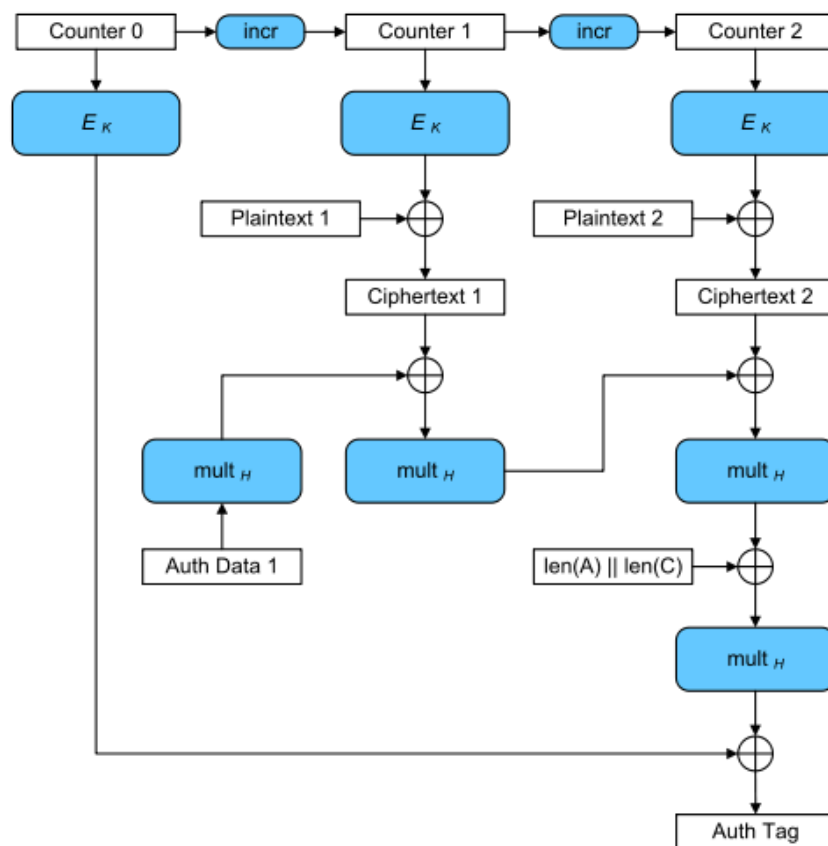 Counter 0
incr
Counter 1
incr
Counter 2
E K
E K
E K
Plaintext 1
Plaintext 2
Ciphertext 1
Ciphertext 2
mult H
mult H
mult H
Auth Data 1
len(A) || len(C)
mult H
Auth Tag